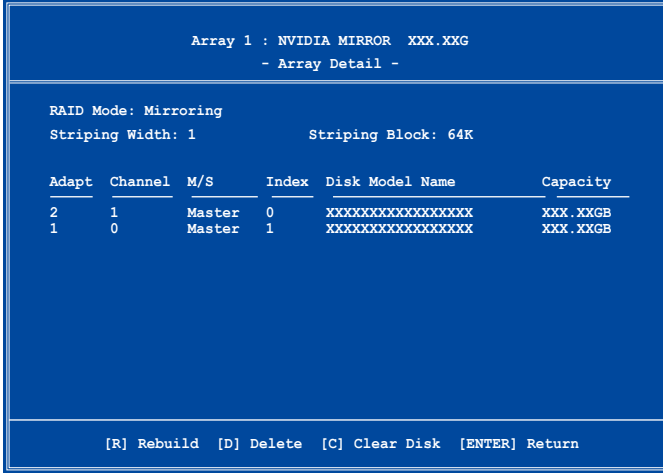 Array 1 : NVIDIA MIRROR XXX.XXG
- Array Detail -
RAID Mode: Mirroring
Striping Width: 1 Striping Block: 64K
Adapt Channel M/S Index Disk Model Name Capacity
2 1 Master 0 XXXXXXXXXXXXXXXXX XXX.XXGB
1 0 Master 1 XXXXXXXXXXXXXXXXX XXX.XXGB
[R] Rebuild [D] Delete [C] Clear Disk [ENTER] Return